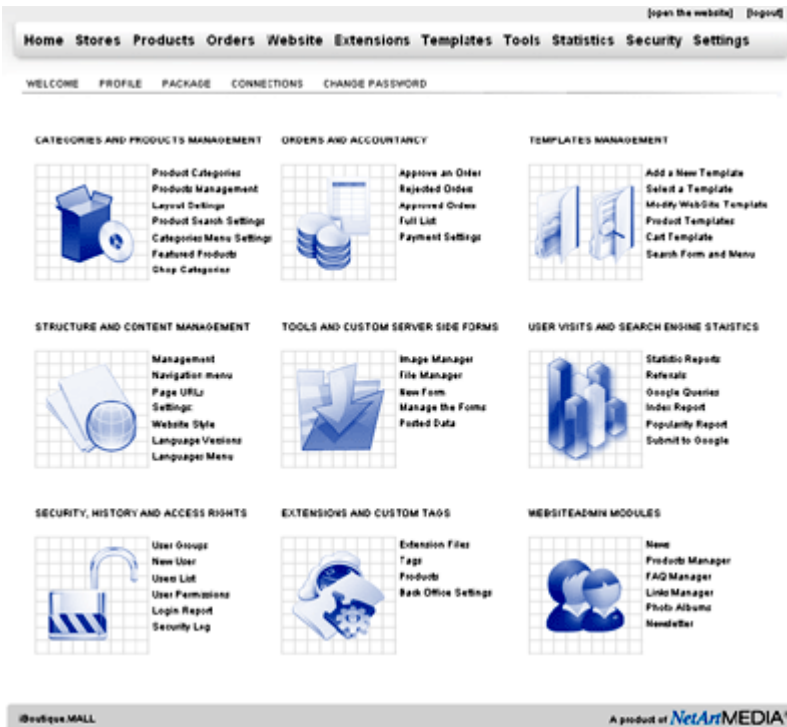 [open the website] [logout]
Home Stores Products Orders Website Extensions Templates Tools Statistics Security Settings
WELCOME PROFILE PACKAGE CONNECTIONS CHANGE PASSWORD
CATEGORIES AND PRODUCTS MANAGEMENT
Product Categories
Products Management
Layout Settings
Product Search Settings
Categories Menu Settings
Featured Products
Shop Categories
ORDERS AND ACCOUNTANCY
Approve an Order
Rejected Orders
Approved Orders
Full List
Payment Settings
TEMPLATES MANAGEMENT
Add a New Template
Select a Template
Modify WebSite Template
Product Templates
Cart Template
Search Form and Menu
STRUCTURE AND CONTENT MANAGEMENT
Management
Navigation menu
Page URLs
Settings
Website Style
Language Versions
Languages Menu
TOOLS AND CUSTOM SERVER SIDE FORMS
Image Manager
File Manager
New Form
Manage the Forms
Posted Data
USER VISITS AND SEARCH ENGINE STAISTICS
Statistic Reports
Referals
Google Queries
Index Report
Popularity Report
Submit to Google
SECURITY, HISTORY AND ACCESS RIGHTS
User Groups
New User
Users List
User Permissions
Login Report
Security Log
EXTENSIONS AND CUSTOM TAGS
Extension Files
Tags
Products
Back Office Settings
WEBSITEADMIN MODULES
News
Products Manager
FAQ Manager
Links Manager
Photo Albums
Newsletter
iBoutique.MALL
A product of NetArtMEDIA